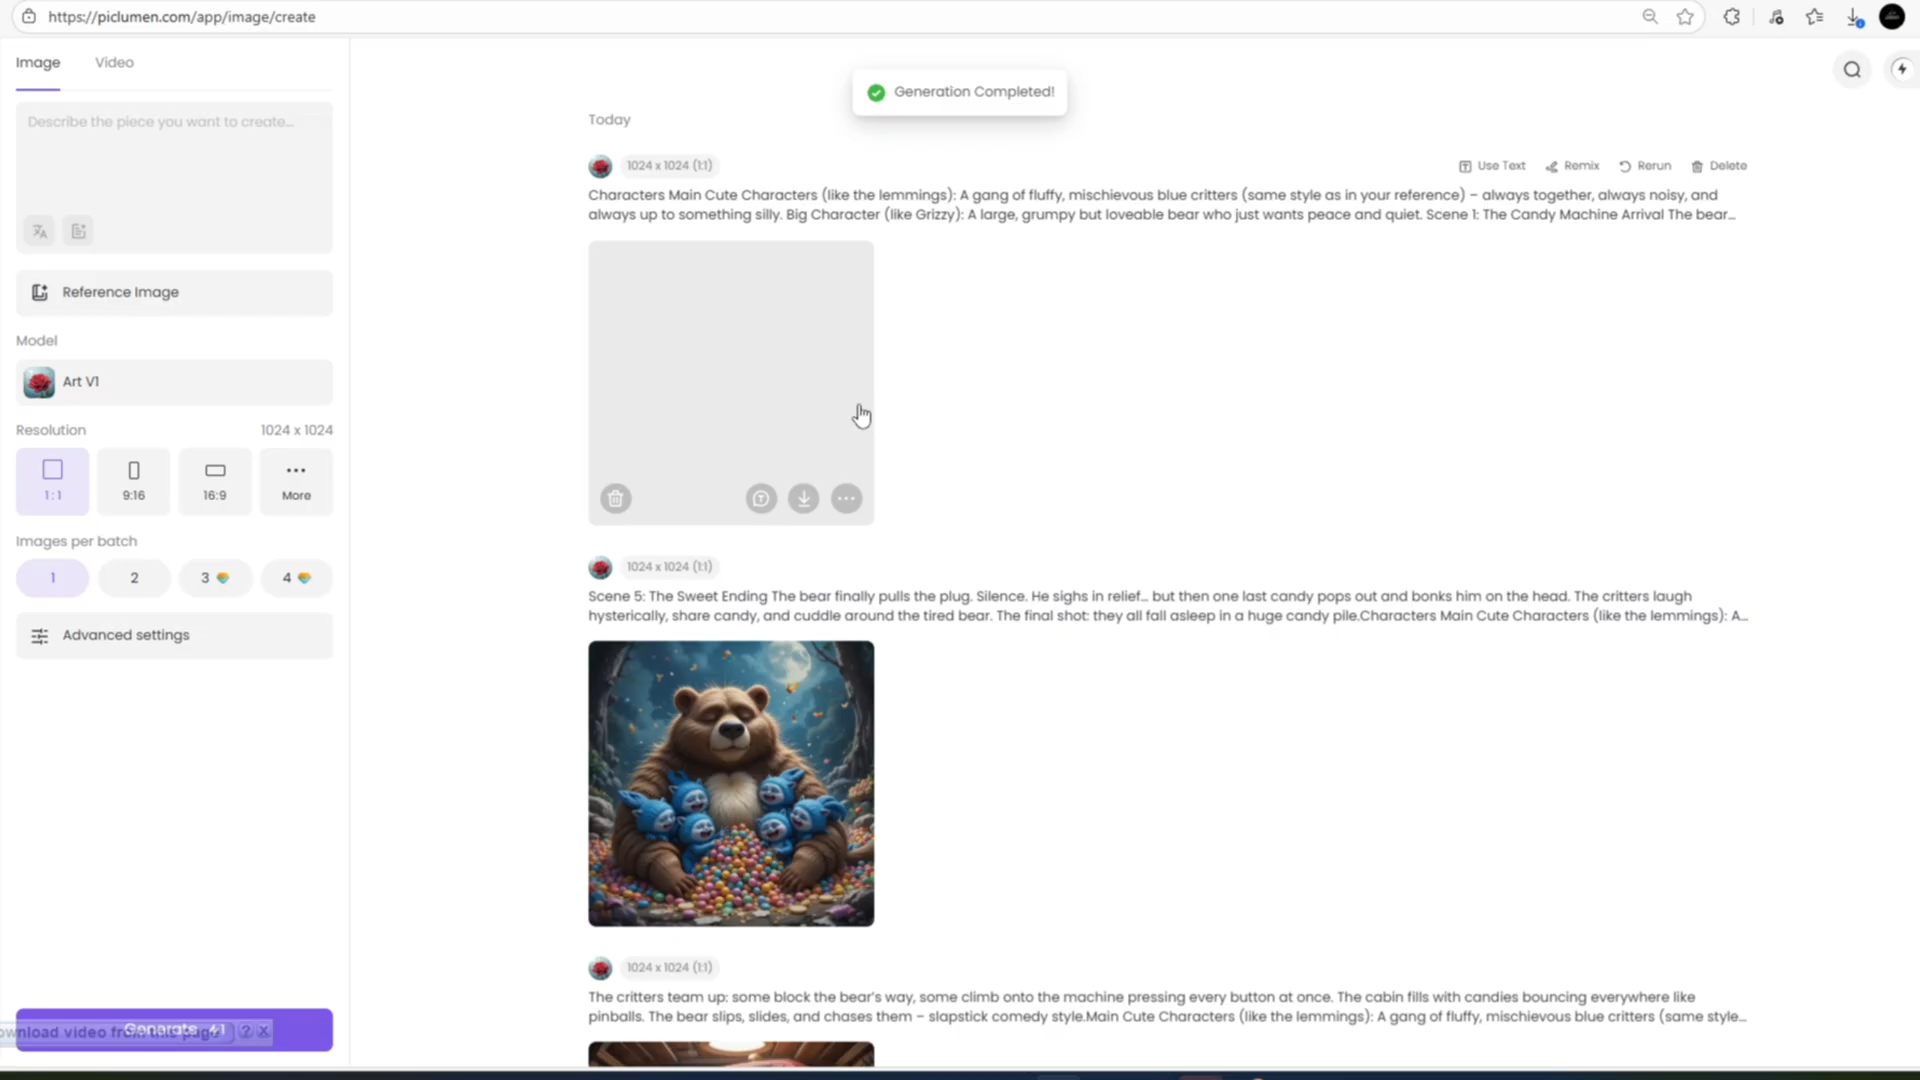 https://piclumen.com/app/image/create
Image
Video
Describe the piece you want to create...
Reference Image
Model
Art V1
Resolution
1024 x 1024
1:1
9:16
16:9
More
Images per batch
1
2
3
4
Advanced settings
Generate
ownload video from this page
?
X
Generation Completed!
Today
1024 x 1024 (1:1)
Use Text
Remix
Rerun
Delete
Characters Main Cute Characters (like the lemmings): A gang of fluffy, mischievous blue critters (same style as in your reference) – always together, always noisy, and
always up to something silly. Big Character (like Grizzy): A large, grumpy but loveable bear who just wants peace and quiet. Scene 1: The Candy Machine Arrival The bear...
1024 x 1024 (1:1)
Scene 5: The Sweet Ending The bear finally pulls the plug. Silence. He sighs in relief… but then one last candy pops out and bonks him on the head. The critters laugh
hysterically, share candy, and cuddle around the tired bear. The final shot: they all fall asleep in a huge candy pile.Characters Main Cute Characters (like the lemmings): A...
1024 x 1024 (1:1)
The critters team up: some block the bear's way, some climb onto the machine pressing every button at once. The cabin fills with candies bouncing everywhere like
pinballs. The bear slips, slides, and chases them – slapstick comedy style.Main Cute Characters (like the lemmings): A gang of fluffy, mischievous blue critters (same style...